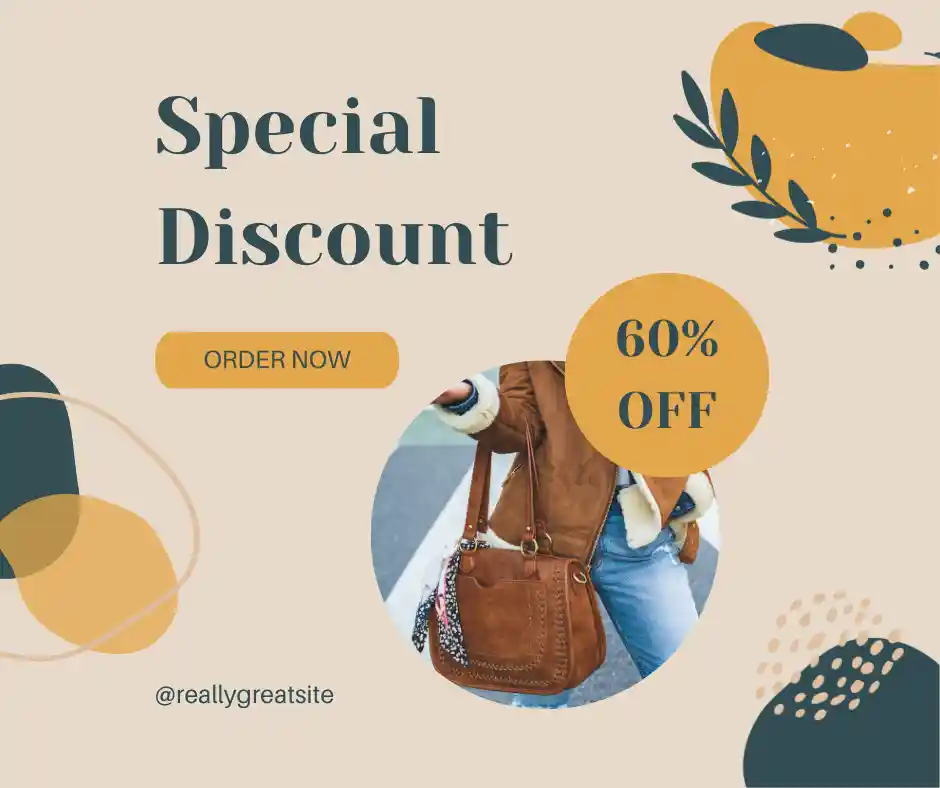 Special
Discount
ORDER NOW
60%
OFF
@reallygreatsite